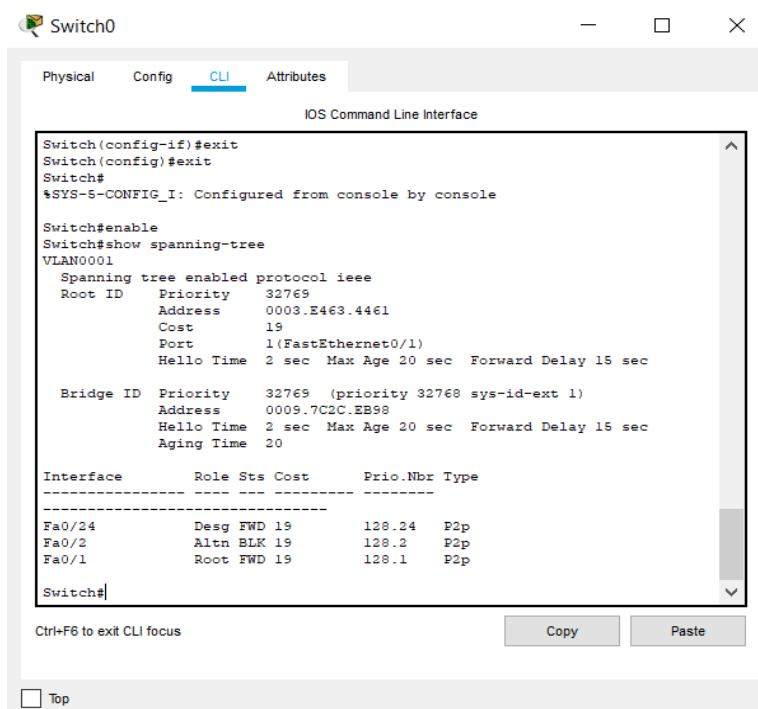 Switch0
Physical Config CLI Attributes
IOS Command Line Interface
Switch(config-if)#exit
Switch(config)#exit
Switch#
%SYS-5-CONFIG_I: Configured from console by console
Switch#enable
Switch#show spanning-tree
VLAN0001
  Spanning tree enabled protocol ieee
  Root ID    Priority    32769
             Address     0003.E463.4461
             Cost        19
             Port        1(FastEthernet0/1)
             Hello Time  2 sec  Max Age 20 sec  Forward Delay 15 sec
  Bridge ID  Priority    32769  (priority 32768 sys-id-ext 1)
             Address     0009.7C2C.EB98
             Hello Time  2 sec  Max Age 20 sec  Forward Delay 15 sec
             Aging Time  20
Interface        Role Sts Cost      Prio.Nbr Type
---------------- ---- --- --------- --------
--------------------------------
Fa0/24           Desg FWD 19        128.24   P2p
Fa0/2            Altn BLK 19        128.2    P2p
Fa0/1            Root FWD 19        128.1    P2p
Switch#
Ctrl+F6 to exit CLI focus
Copy
Paste
Top